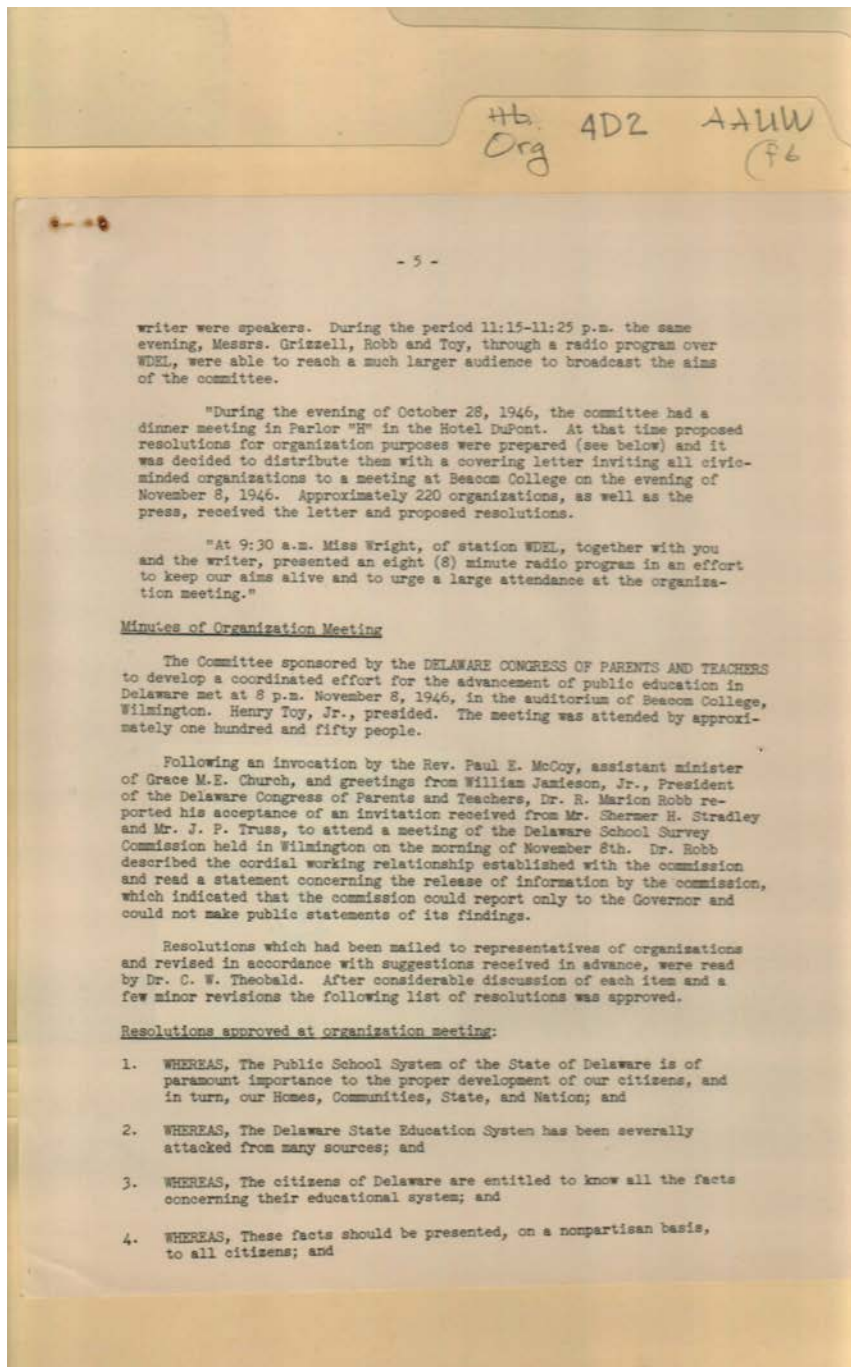 Hb. 4D2 AAUW
Org (F6
- 5 -
writer were speakers. During the period 11:15-11:25 p.m. the same
evening, Messrs. Grizzell, Robb and Toy, through a radio program over
WDEL, were able to reach a much larger audience to broadcast the aims
of the committee.
"During the evening of October 28, 1946, the committee had a
dinner meeting in Parlor "H" in the Hotel DuPont. At that time proposed
resolutions for organization purposes were prepared (see below) and it
was decided to distribute them with a covering letter inviting all civic-
minded organizations to a meeting at Beacom College on the evening of
November 8, 1946. Approximately 220 organizations, as well as the
press, received the letter and proposed resolutions.
"At 9:30 a.m. Miss Wright, of station WDEL, together with you
and the writer, presented an eight (8) minute radio program in an effort
to keep our aims alive and to urge a large attendance at the organiza-
tion meeting."
Minutes of Organization Meeting
The Committee sponsored by the DELAWARE CONGRESS OF PARENTS AND TEACHERS
to develop a coordinated effort for the advancement of public education in
Delaware met at 8 p.m. November 8, 1946, in the auditorium of Beacom College,
Wilmington. Henry Toy, Jr., presided. The meeting was attended by approxi-
mately one hundred and fifty people.
Following an invocation by the Rev. Paul E. McCoy, assistant minister
of Grace M.E. Church, and greetings from William Jamieson, Jr., President
of the Delaware Congress of Parents and Teachers, Dr. R. Marion Robb re-
ported his acceptance of an invitation received from Mr. Shermer H. Stradley
and Mr. J. P. Truss, to attend a meeting of the Delaware School Survey
Commission held in Wilmington on the morning of November 8th. Dr. Robb
described the cordial working relationship established with the commission
and read a statement concerning the release of information by the commission,
which indicated that the commission could report only to the Governor and
could not make public statements of its findings.
Resolutions which had been mailed to representatives of organizations
and revised in accordance with suggestions received in advance, were read
by Dr. C. W. Theobald. After considerable discussion of each item and a
few minor revisions the following list of resolutions was approved.
Resolutions approved at organization meeting:
1. WHEREAS, The Public School System of the State of Delaware is of
paramount importance to the proper development of our citizens, and
in turn, our Homes, Communities, State, and Nation; and
2. WHEREAS, The Delaware State Education System has been severally
attacked from many sources; and
3. WHEREAS, The citizens of Delaware are entitled to know all the facts
concerning their educational system; and
4. WHEREAS, These facts should be presented, on a nonpartisan basis,
to all citizens; and